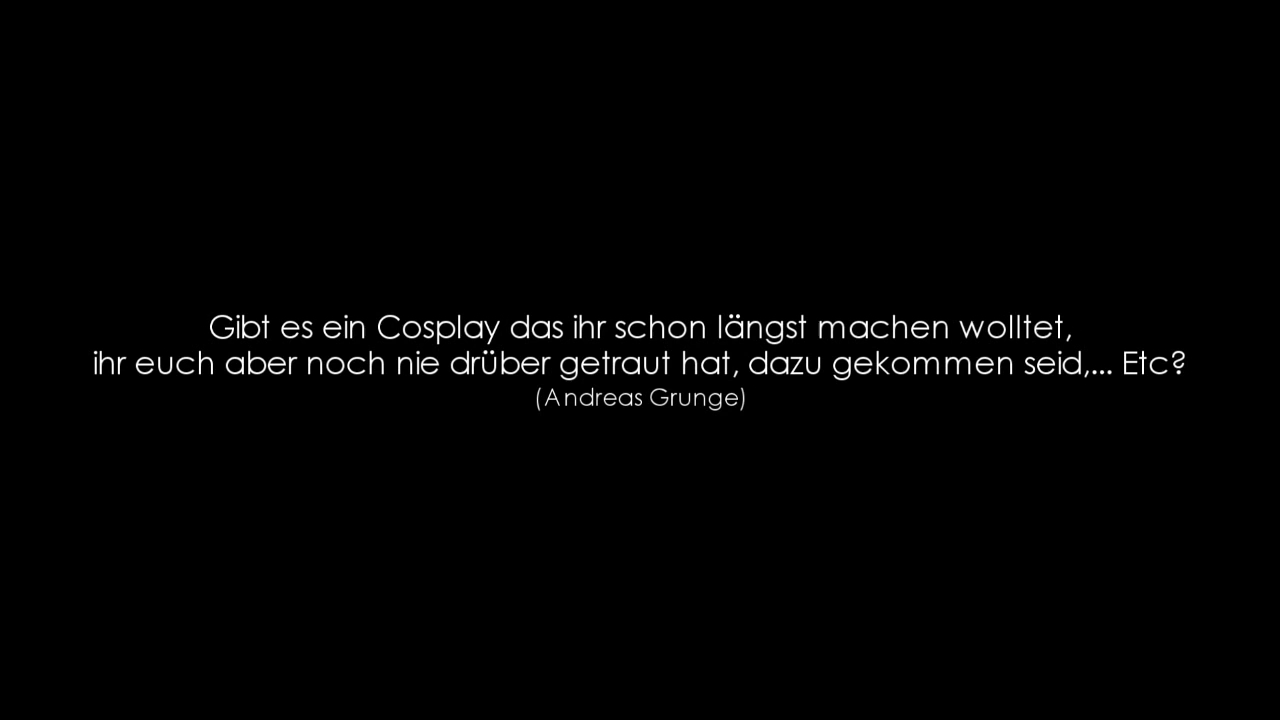 Gibt es ein Cosplay das ihr schon längst machen wolltet,
ihr euch aber noch nie drüber getraut hat, dazu gekommen seid,... Etc?
(Andreas Grunge)